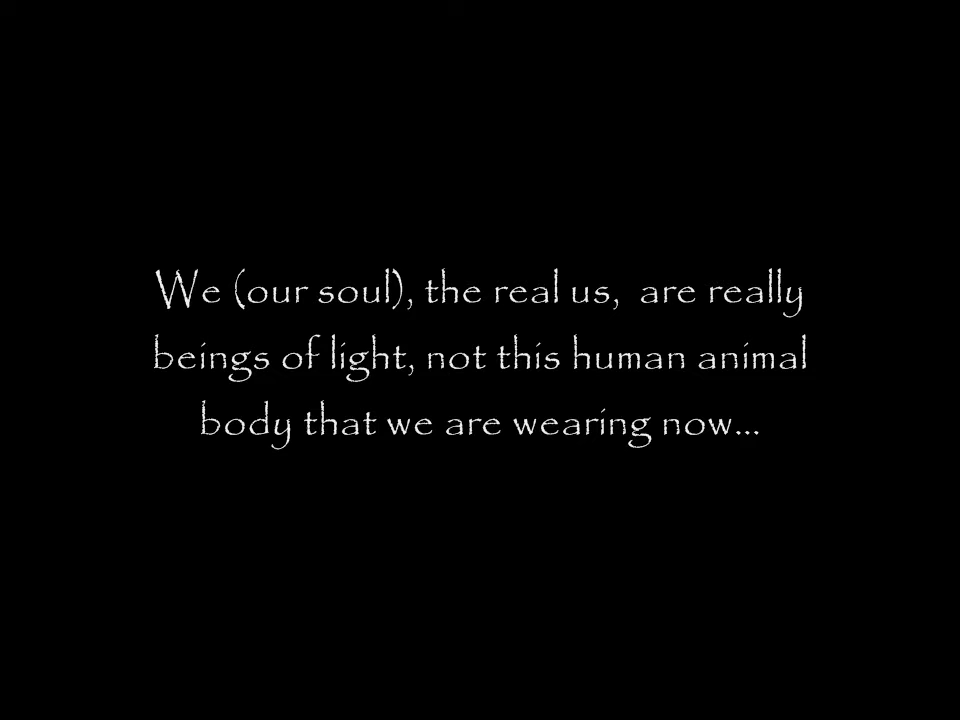 We (our soul), the real us,  are really
beings of light, not this human animal
body that we are wearing now...